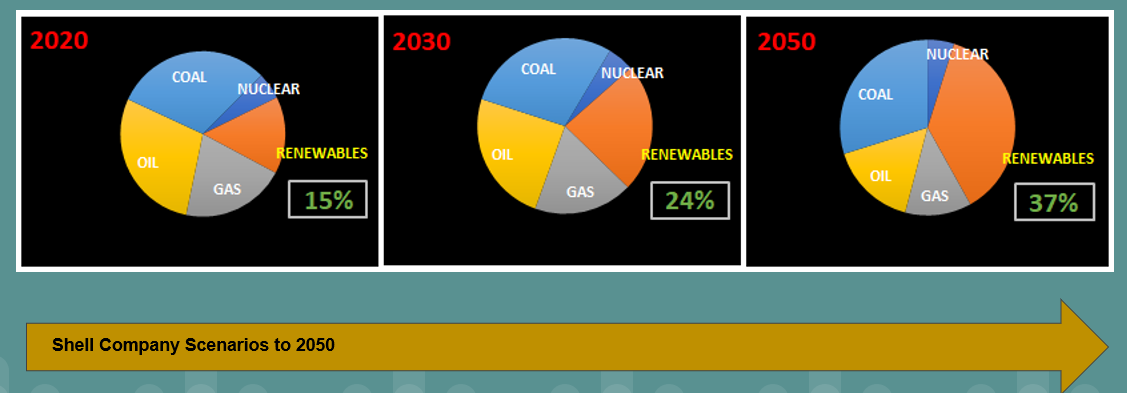 2020
COAL
NUCLEAR
RENEWABLES
OIL
GAS
15%
2030
COAL
NUCLEAR
RENEWABLES
OIL
GAS
24%
2050
NUCLEAR
COAL
RENEWABLES
OIL
GAS
37%
Shell Company Scenarios to 2050